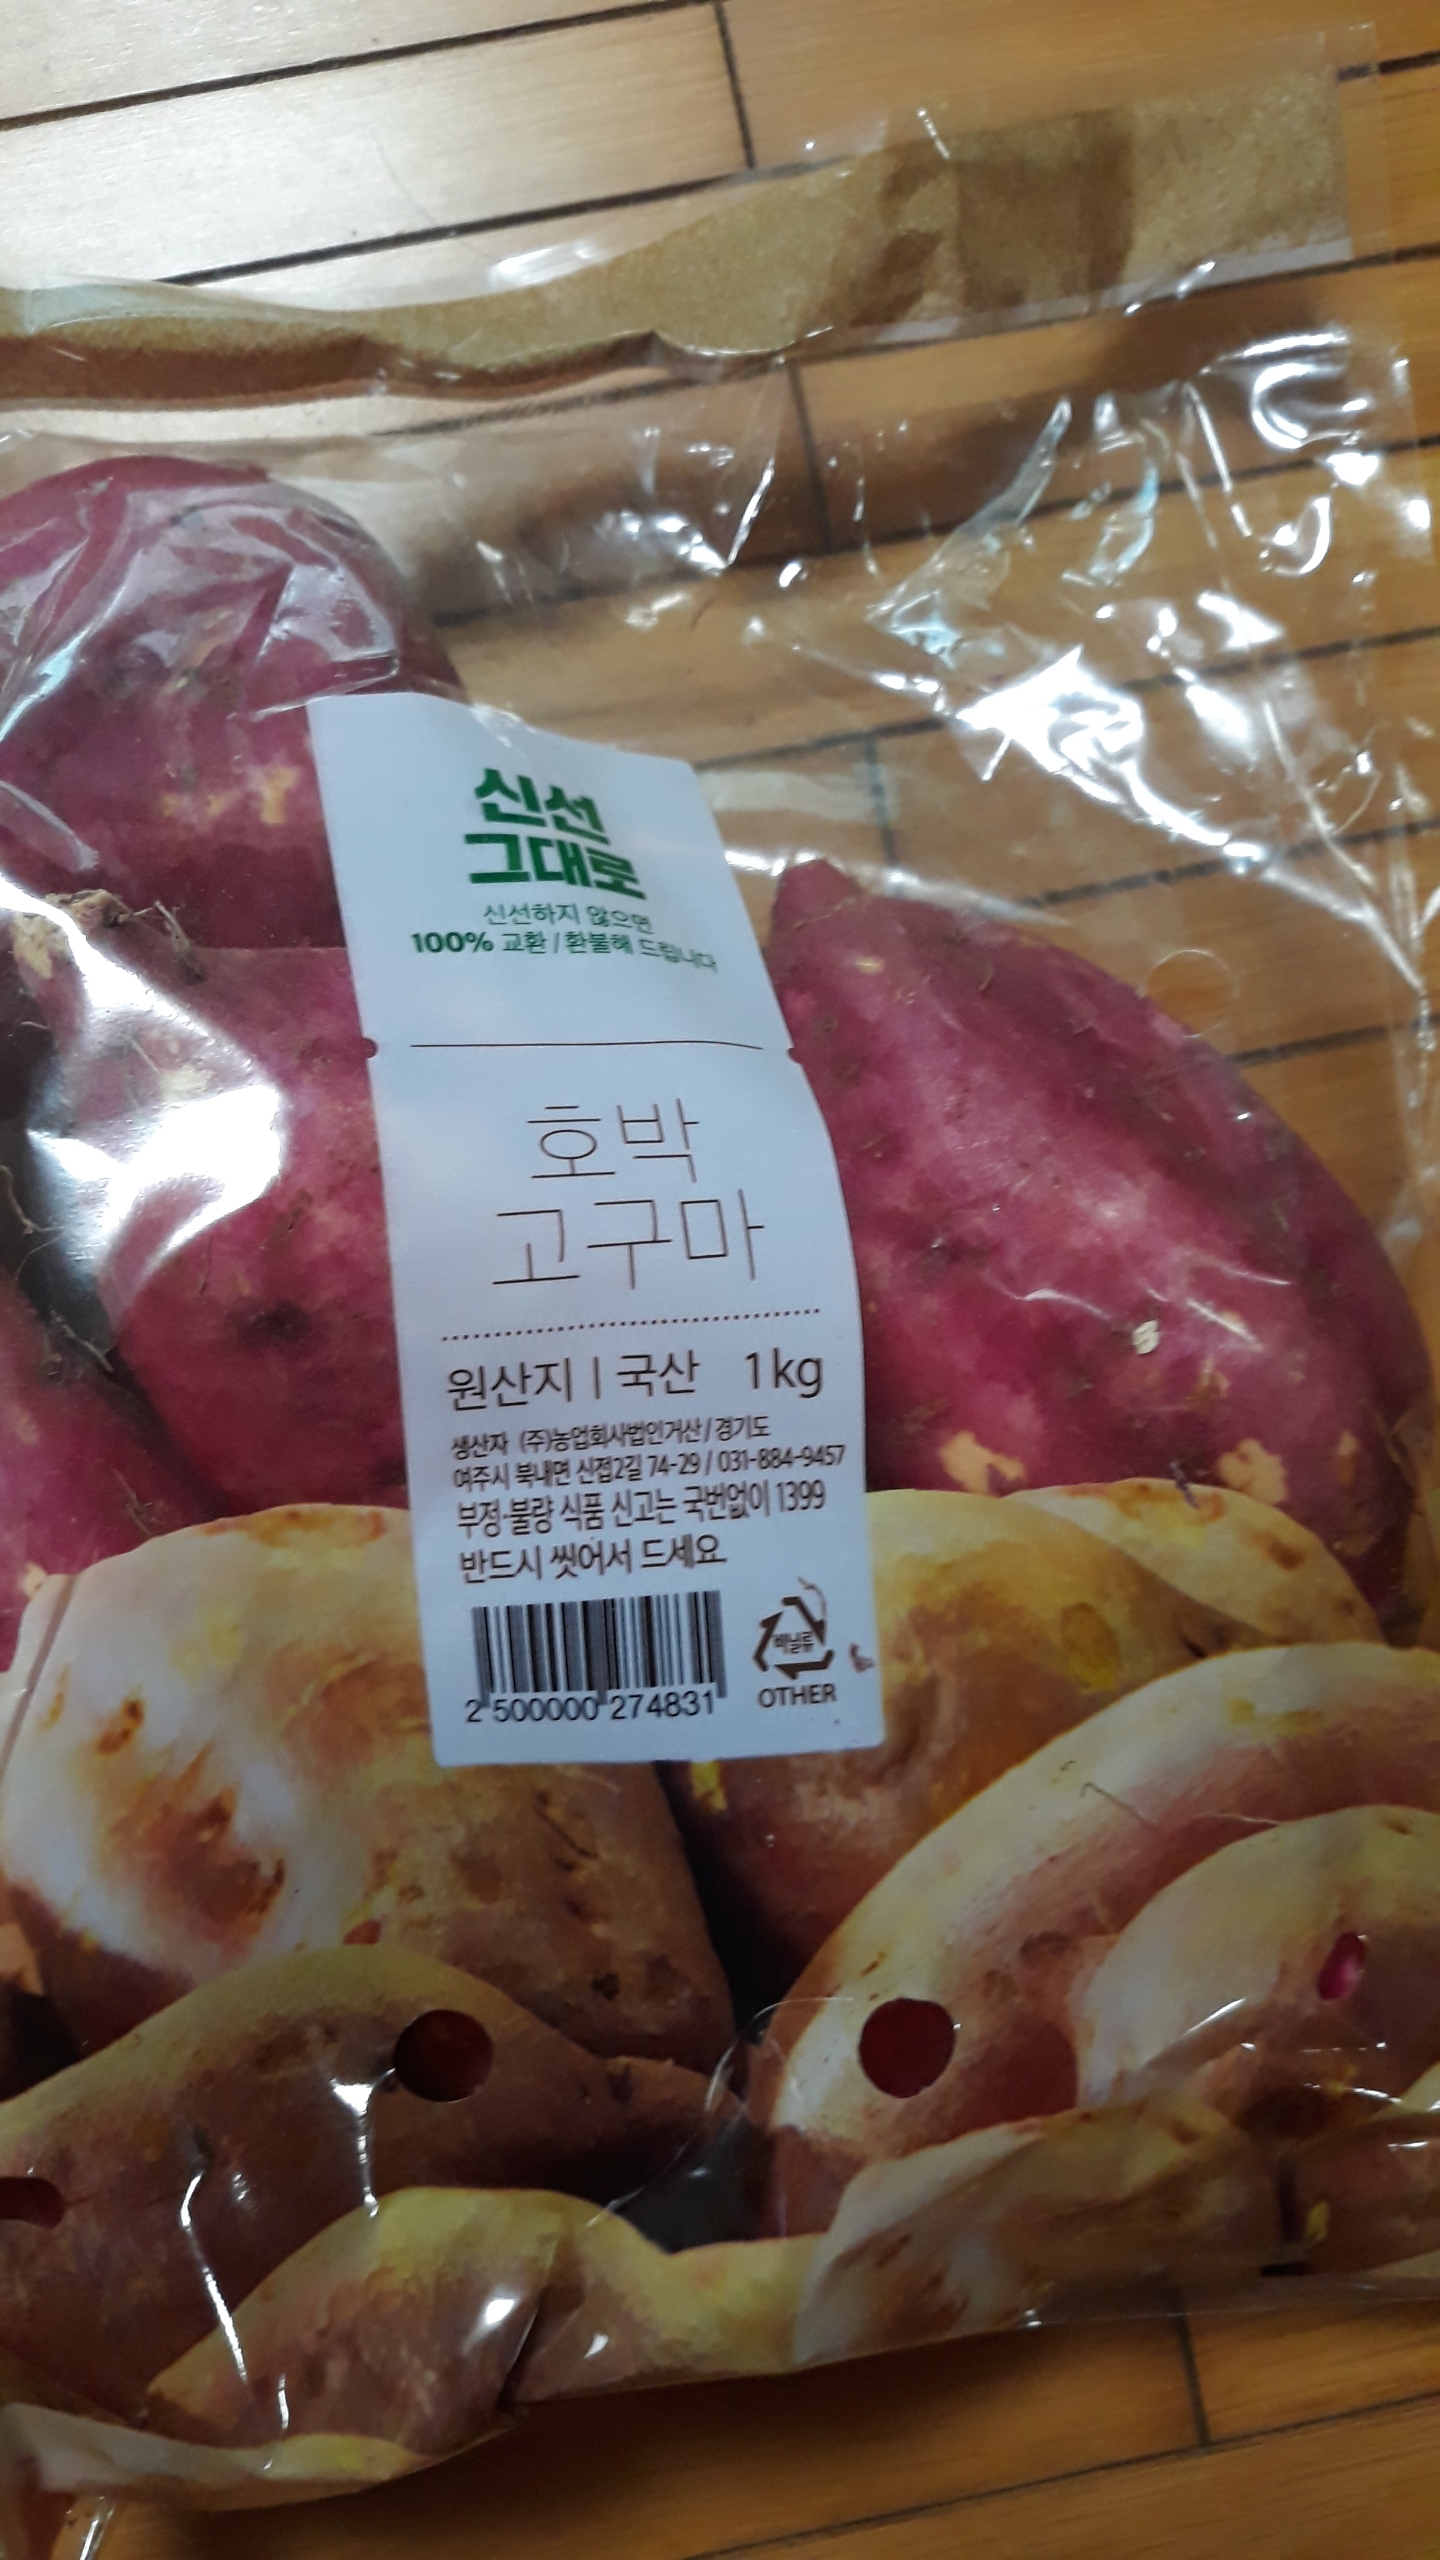 신선
그대로
신선하지 않으면
100% 교환 / 환불해 드립니다
호박
고구마
원산지 | 국산 1kg
생산자 (주)농업회사법인거산 / 경기도
여주시 북내면 신접2길 74-29 / 031-884-9457
부정·불량 식품 신고는 국번없이 1399
반드시 씻어서 드세요
비닐류
2 500000 274831
OTHER